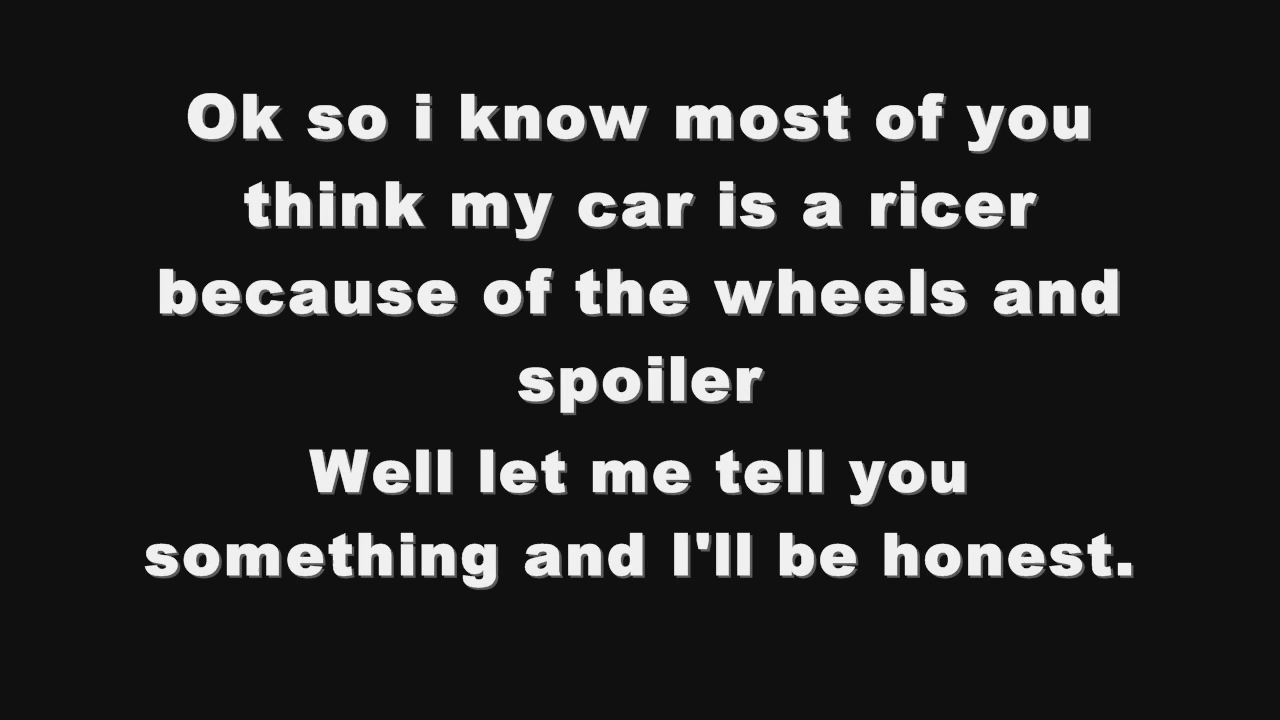 Ok so i know most of you
think my car is a ricer
because of the wheels and
spoiler
Well let me tell you
something and I'll be honest.